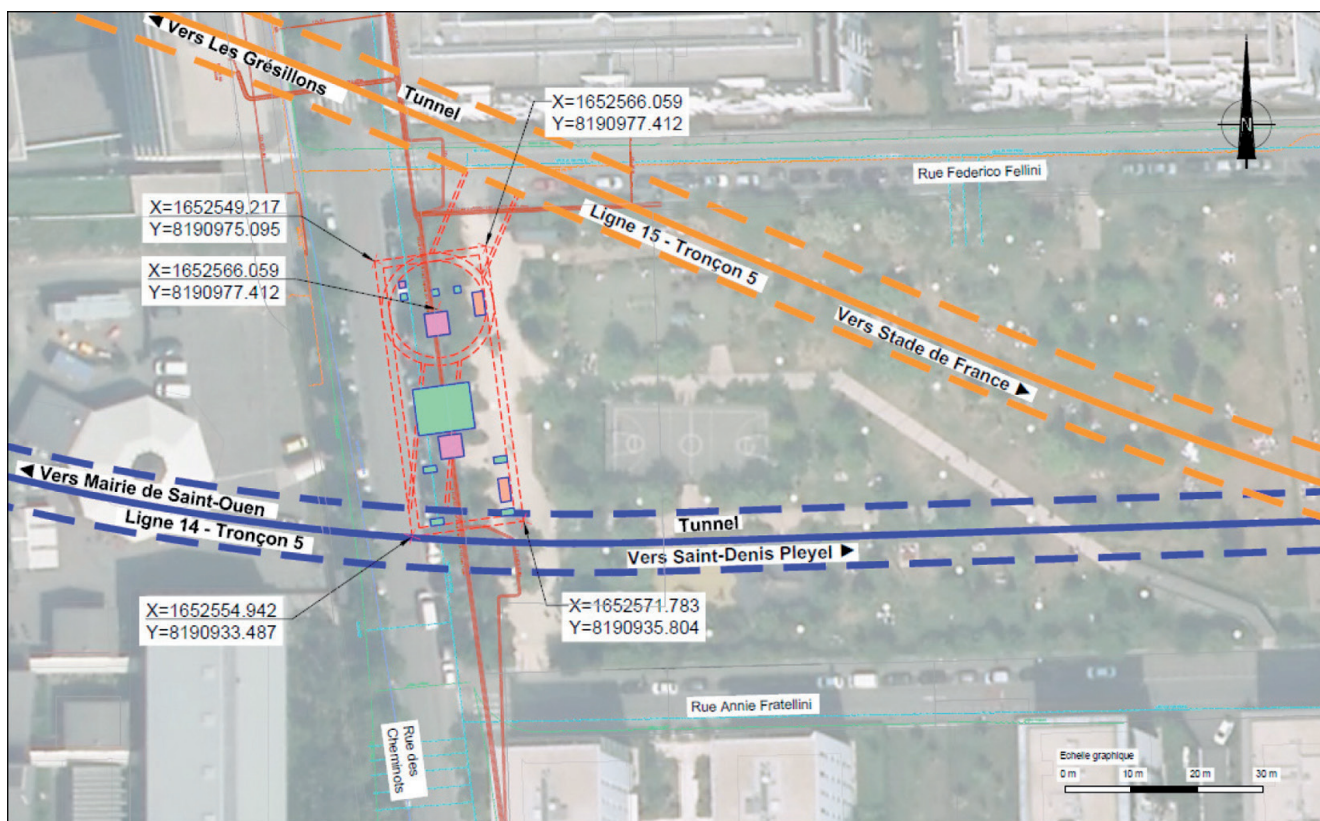 ◄ Vers Les Grésillons
Tunnel
X=1652566.059
Y=8190977.412
N
Rue Federico Fellini
X=1652549.217
Y=8190975.095
Ligne 15 - Tronçon 5
X=1652566.059
Y=8190977.412
Vers Stade de France ►
◄ Vers Mairie de Saint-Ouen
Ligne 14 - Tronçon 5
Tunnel
Vers Saint-Denis Pleyel ►
X=1652554.942
Y=8190933.487
X=1652571.783
Y=8190935.804
Rue Annie Fratellini
Rue des
Cheminots
Echelle graphique
0 m 10 m 20 m 30 m